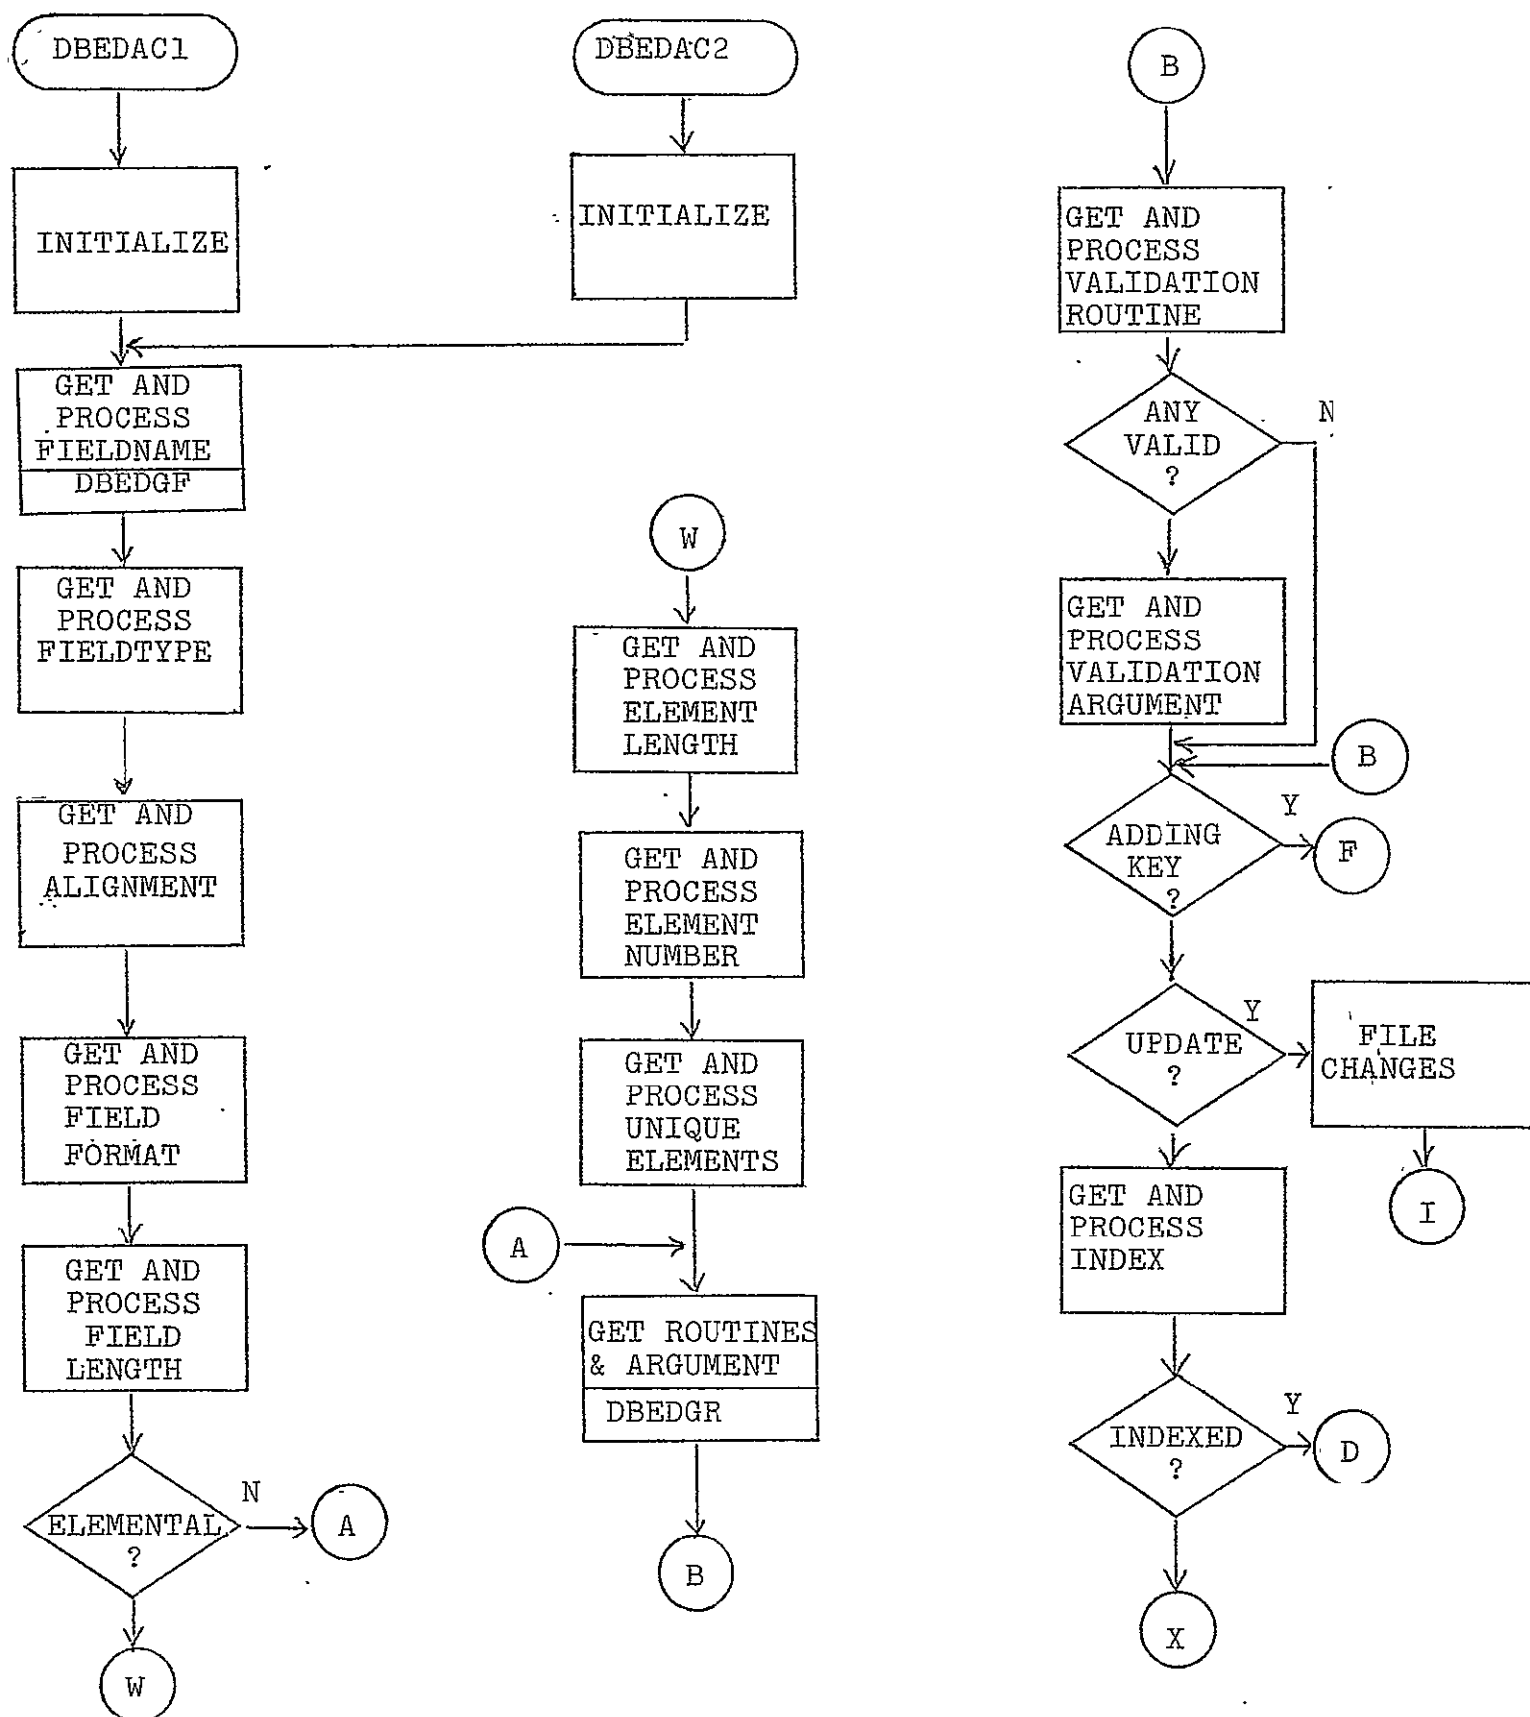 DBEDAC1
INITIALIZE
GET AND
PROCESS
FIELDNAME
DBEDGF
GET AND
PROCESS
FIELDTYPE
GET AND
PROCESS
ALIGNMENT
GET AND
PROCESS
FIELD
FORMAT
GET AND
PROCESS
FIELD
LENGTH
ELEMENTAL
?
N
A
W
DBEDAC2
INITIALIZE
W
GET AND
PROCESS
ELEMENT
LENGTH
GET AND
PROCESS
ELEMENT
NUMBER
GET AND
PROCESS
UNIQUE
ELEMENTS
A
GET ROUTINES
& ARGUMENT
DBEDGR
B
B
GET AND
PROCESS
VALIDATION
ROUTINE
ANY
VALID
?
N
GET AND
PROCESS
VALIDATION
ARGUMENT
B
ADDING
KEY
?
Y
F
UPDATE
?
Y
FILE
CHANGES
I
GET AND
PROCESS
INDEX
INDEXED
?
Y
D
X